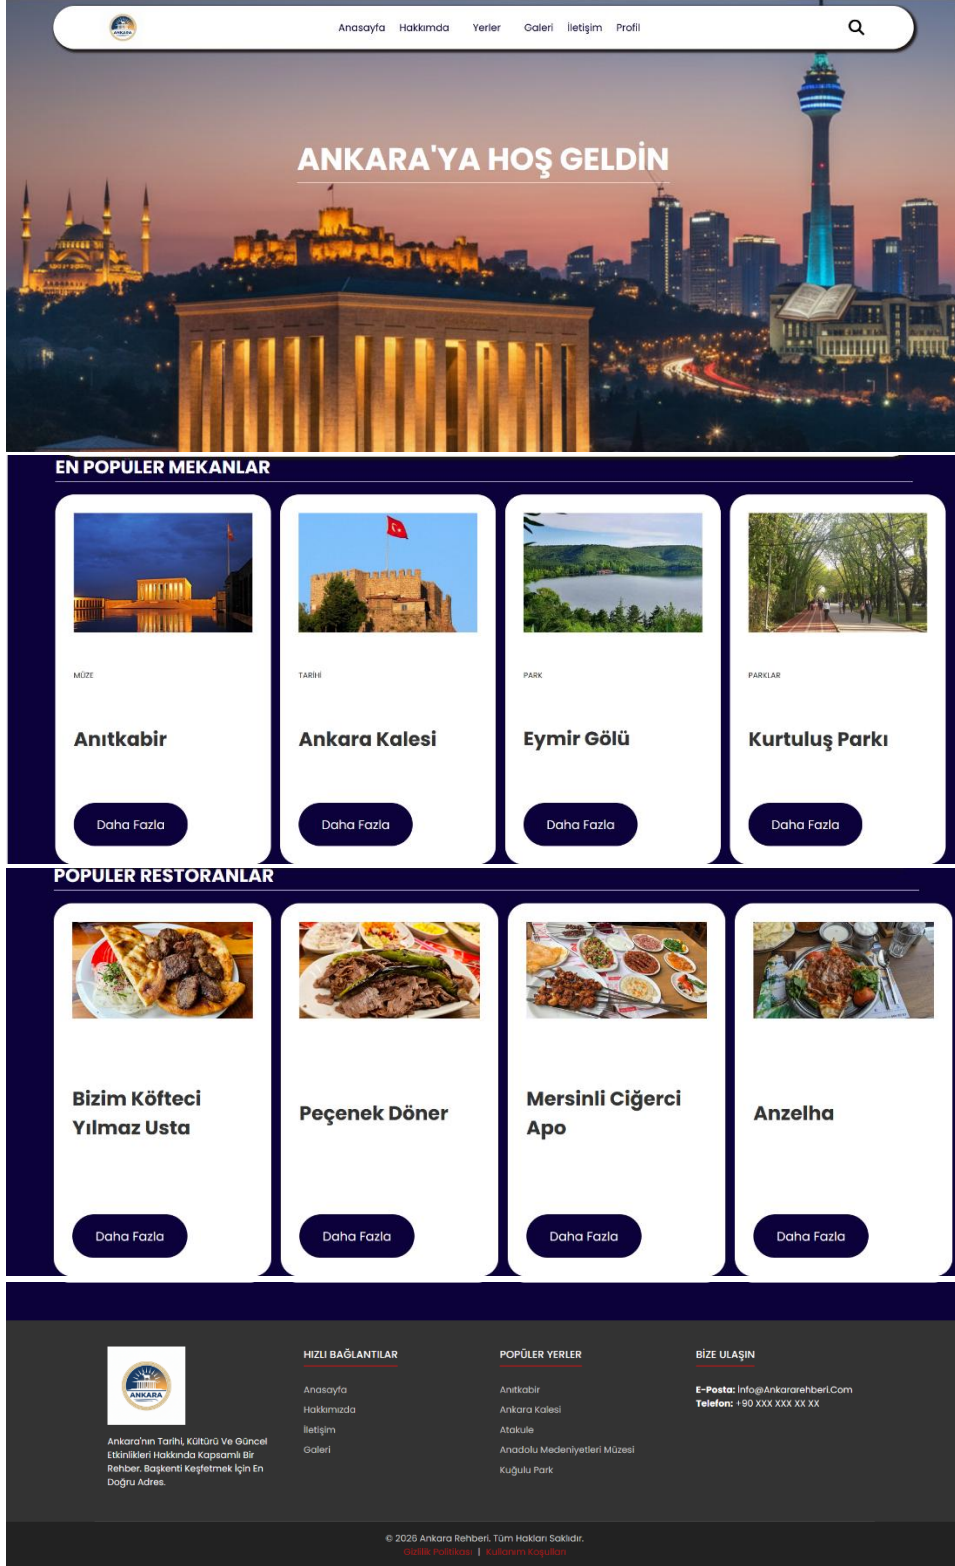 ANKARA
Anasayfa Hakkımda Yerler Galeri İletişim Profil
ANKARA'YA HOŞ GELDİN
EN POPULER MEKANLAR
MÜZE
Anıtkabir
Daha Fazla
TARİHİ
Ankara Kalesi
Daha Fazla
PARK
Eymir Gölü
Daha Fazla
PARKLAR
Kurtuluş Parkı
Daha Fazla
POPULER RESTORANLAR
Bizim Köfteci
Yılmaz Usta
Daha Fazla
Peçenek Döner
Daha Fazla
Mersinli Ciğerci
Apo
Daha Fazla
Anzelha
Daha Fazla
ANKARA
Ankara'nın Tarihi, Kültürü Ve Güncel
Etkinlikleri Hakkında Kapsamlı Bir
Rehber. Başkenti Keşfetmek İçin En
Doğru Adres.
HIZLI BAĞLANTILAR
Anasayfa
Hakkımızda
İletişim
Galeri
POPÜLER YERLER
Anıtkabir
Ankara Kalesi
Atakule
Anadolu Medeniyetleri Müzesi
Kuğulu Park
BİZE ULAŞIN
E-Posta: İnfo@Ankararehberi.Com
Telefon: +90 XXX XXX XX XX
© 2026 Ankara Rehberi. Tüm Hakları Saklıdır.
Gizlilik Politikası | Kullanım Koşulları